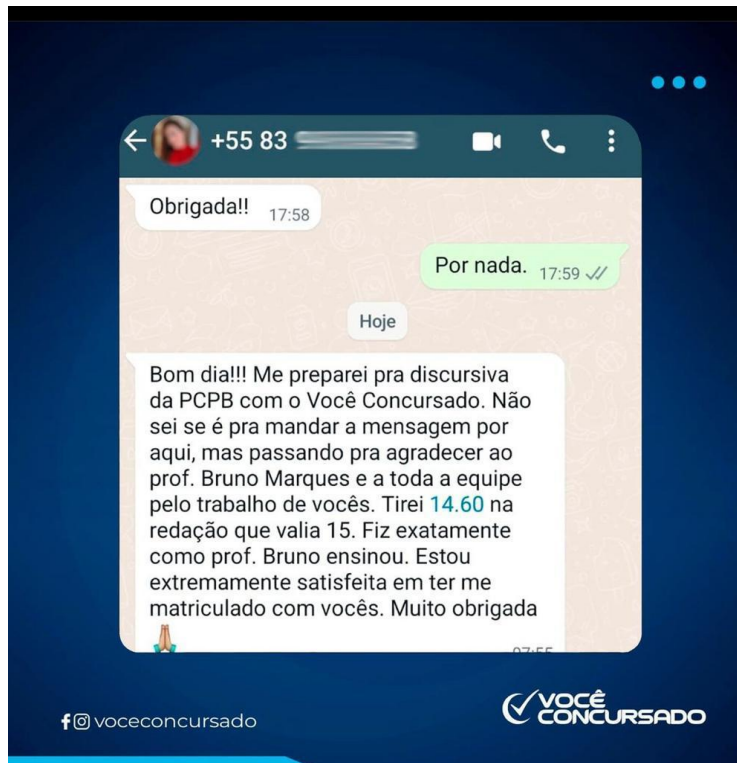 +55 83
Obrigada!! 17:58
Por nada. 17:59
Hoje
Bom dia!!! Me preparei pra discursiva
da PCPB com o Você Concursado. Não
sei se é pra mandar a mensagem por
aqui, mas passando pra agradecer ao
prof. Bruno Marques e a toda a equipe
pelo trabalho de vocês. Tirei 14.60 na
redação que valia 15. Fiz exatamente
como prof. Bruno ensinou. Estou
extremamente satisfeita em ter me
matriculado com vocês. Muito obrigada
voceconcursado
VOCÊ
CONCURSADO